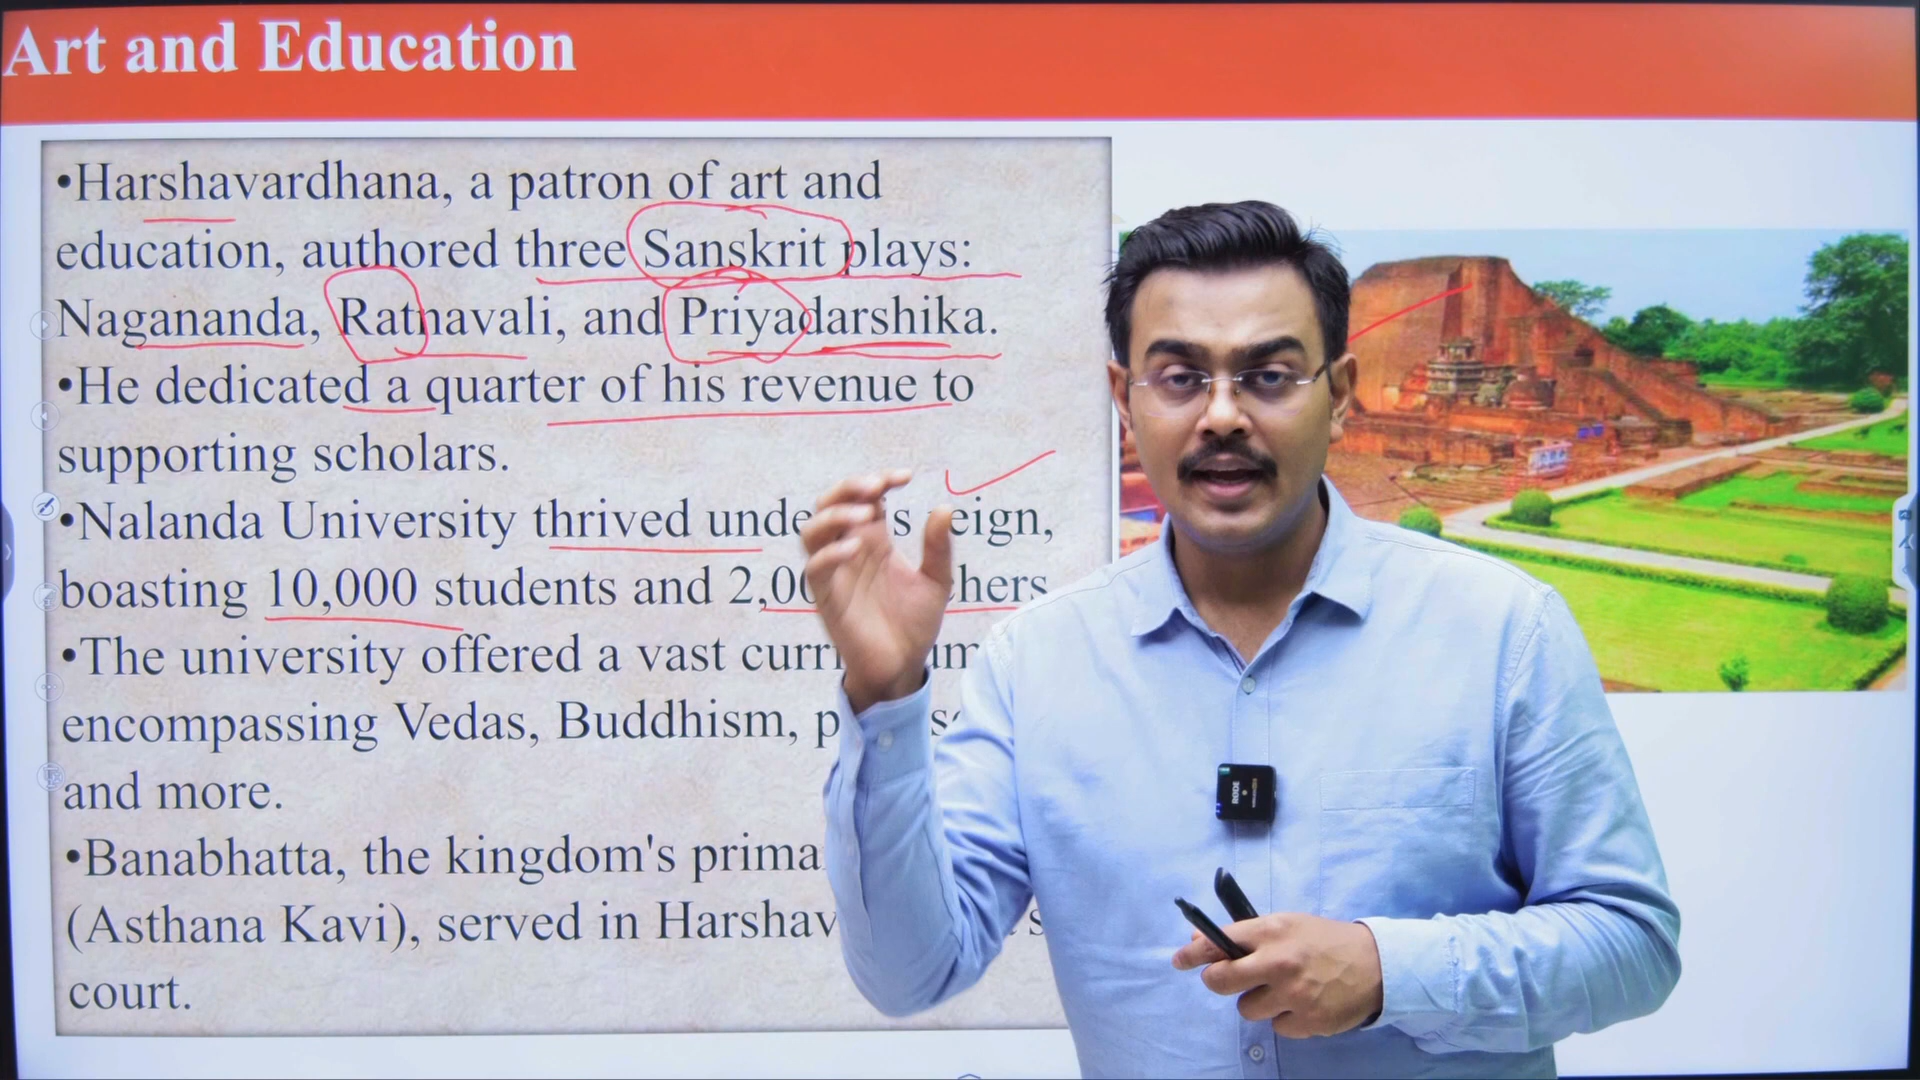 Art and Education
•Harshavardhana, a patron of art and
education, authored three Sanskrit plays:
Nagananda, Ratnavali, and Priyadarshika.
•He dedicated a quarter of his revenue to
supporting scholars.
•Nalanda University thrived reign,
boasting 10,000 students and
•The university offered a vast
encompassing Vedas, Buddhism,
and more.
•Banabhatta, the kingdom's
(Asthana Kavi), served in
court.
RODE